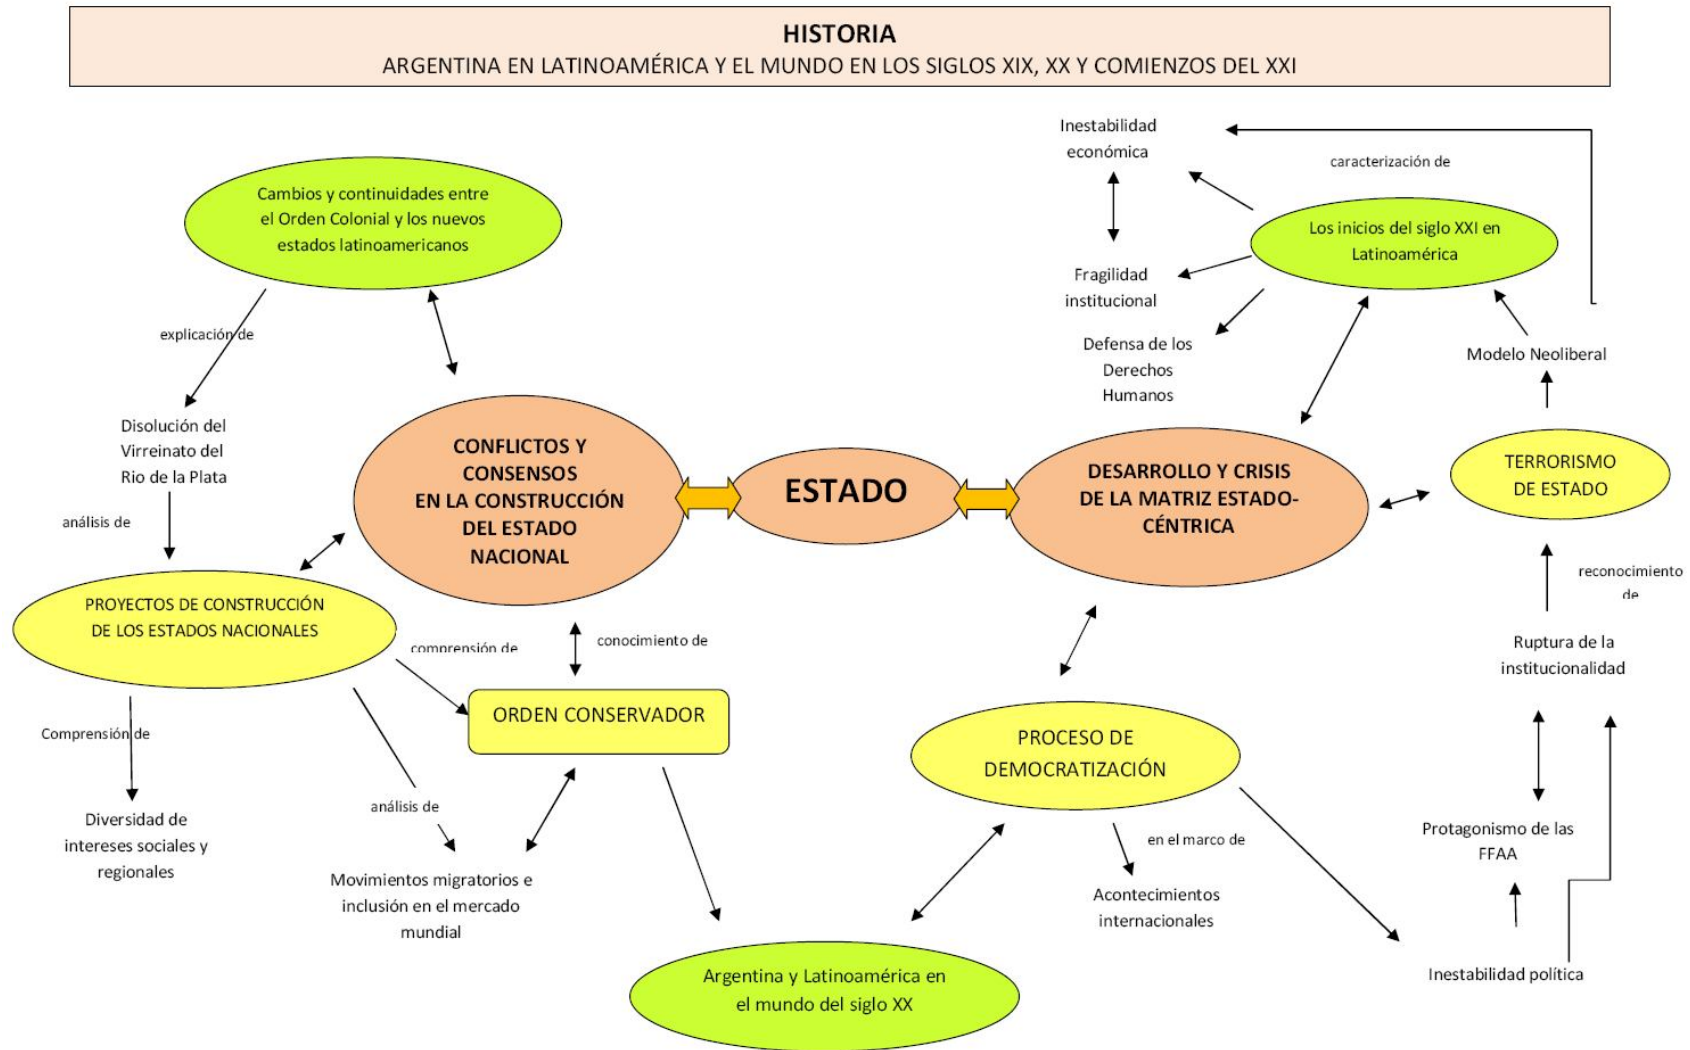 HISTORIA
ARGENTINA EN LATINOAMÉRICA Y EL MUNDO EN LOS SIGLOS XIX, XX Y COMIENZOS DEL XXI
Cambios y continuidades entre
el Orden Colonial y los nuevos
estados latinoamericanos
explicación de
Disolución del
Virreinato del
Rio de la Plata
análisis de
PROYECTOS DE CONSTRUCCIÓN
DE LOS ESTADOS NACIONALES
Comprensión de
Diversidad de
intereses sociales y
regionales
análisis de
Movimientos migratorios e
inclusión en el mercado
mundial
comprensión de
CONFLICTOS Y
CONSENSOS
EN LA CONSTRUCCIÓN
DEL ESTADO
NACIONAL
conocimiento de
ORDEN CONSERVADOR
ESTADO
Argentina y Latinoamérica en
el mundo del siglo XX
DESARROLLO Y CRISIS
DE LA MATRIZ ESTADO-
CÉNTRICA
PROCESO DE
DEMOCRATIZACIÓN
en el marco de
Acontecimientos
internacionales
Inestabilidad política
Protagonismo de las
FFAA
Ruptura de la
institucionalidad
reconocimiento
de
TERRORISMO
DE ESTADO
Modelo Neoliberal
Los inicios del siglo XXI en
Latinoamérica
caracterización de
Inestabilidad
económica
Fragilidad
institucional
Defensa de los
Derechos
Humanos